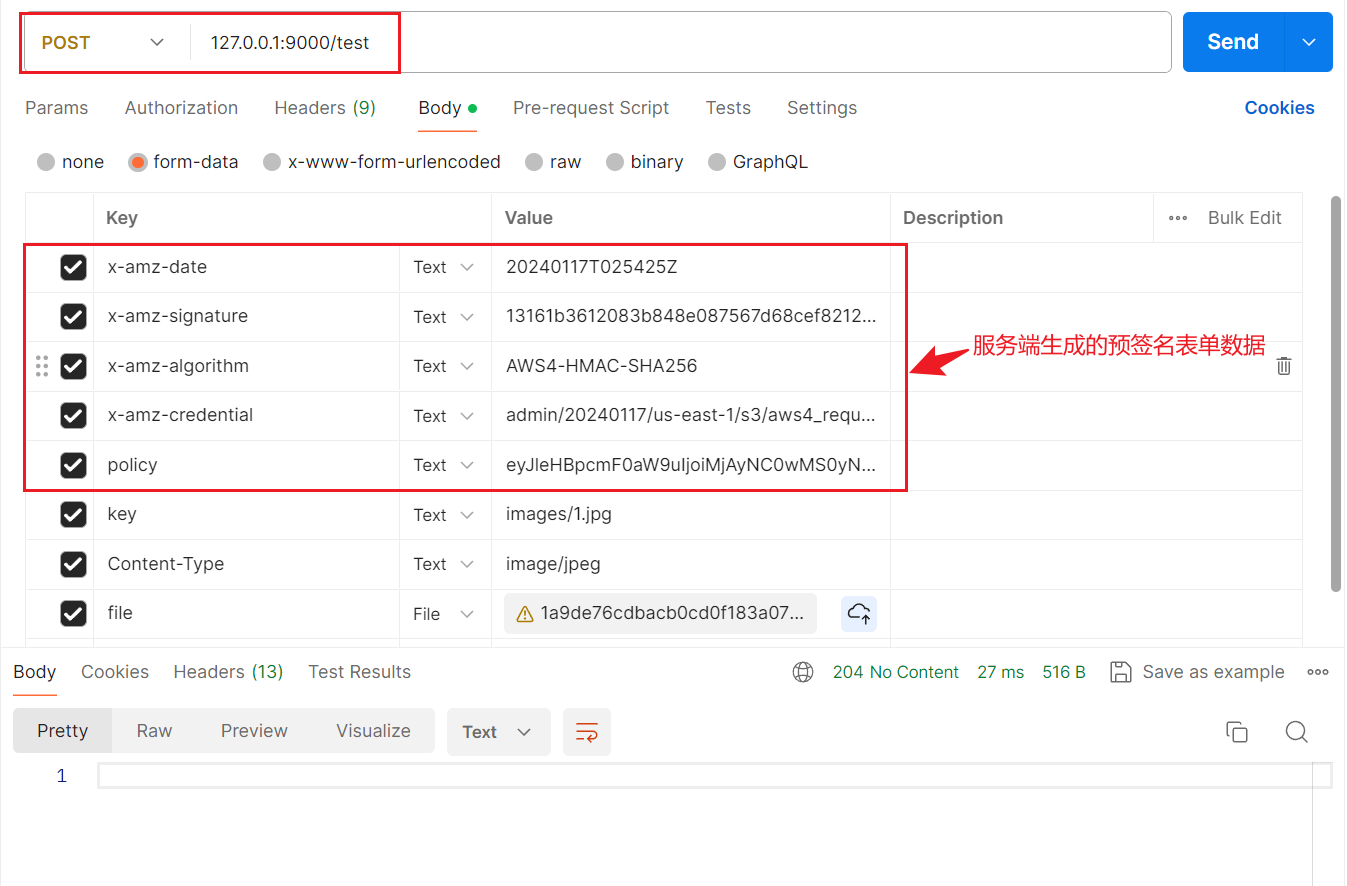 POST 127.0.0.1:9000/test Send
Params Authorization Headers (9) Body Pre-request Script Tests Settings Cookies
none form-data x-www-form-urlencoded raw binary GraphQL
Key Value Description Bulk Edit
x-amz-date Text 20240117T025425Z
x-amz-signature Text 13161b3612083b848e087567d68cef8212...
服务端生成的预签名表单数据
x-amz-algorithm Text AWS4-HMAC-SHA256
x-amz-credential Text admin/20240117/us-east-1/s3/aws4_requ...
policy Text eyJleHBpcmF0aW9uIjoiMjAyNC0wMS0yN...
key Text images/1.jpg
Content-Type Text image/jpeg
file File 1a9de76cdbacb0cd0f183a07...
Body Cookies Headers (13) Test Results 204 No Content 27 ms 516 B Save as example
Pretty Raw Preview Visualize Text
1